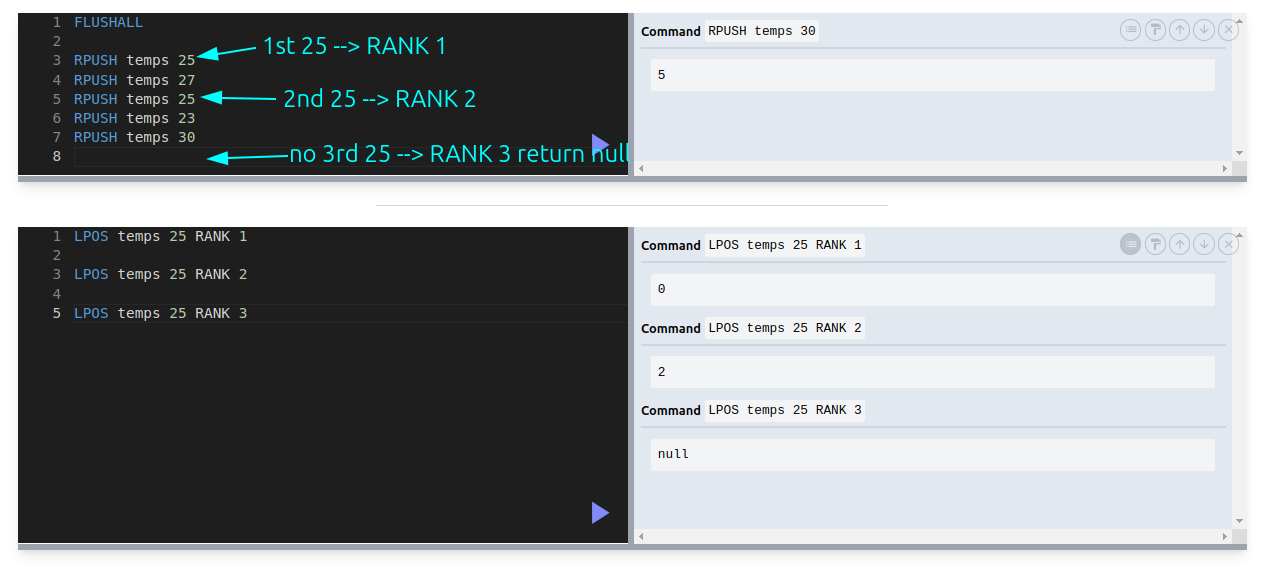 1 FLUSHALL
2
3 RPUSH temps 25
1st 25 --> RANK 1
4 RPUSH temps 27
5 RPUSH temps 25
2nd 25 --> RANK 2
6 RPUSH temps 23
7 RPUSH temps 30
8
no 3rd 25 --> RANK 3 return null
Command RPUSH temps 30
5
1 LPOS temps 25 RANK 1
2
3 LPOS temps 25 RANK 2
4
5 LPOS temps 25 RANK 3
Command LPOS temps 25 RANK 1
0
Command LPOS temps 25 RANK 2
2
Command LPOS temps 25 RANK 3
null